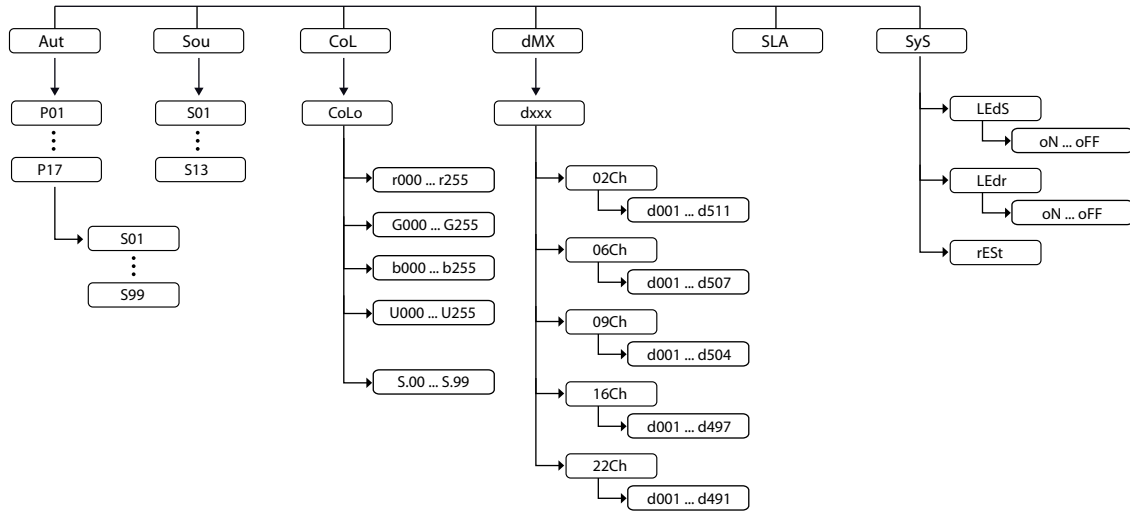 Aut
Sou
CoL
dMX
SLA
SyS
P01
P17
S01
S99
S01
S13
CoLo
r000 ... r255
G000 ... G255
b000 ... b255
U000 ... U255
S.00 ... S.99
dxxx
02Ch
d001 ... d511
06Ch
d001 ... d507
09Ch
d001 ... d504
16Ch
d001 ... d497
22Ch
d001 ... d491
LEdS
oN ... oFF
LEdr
oN ... oFF
rESt